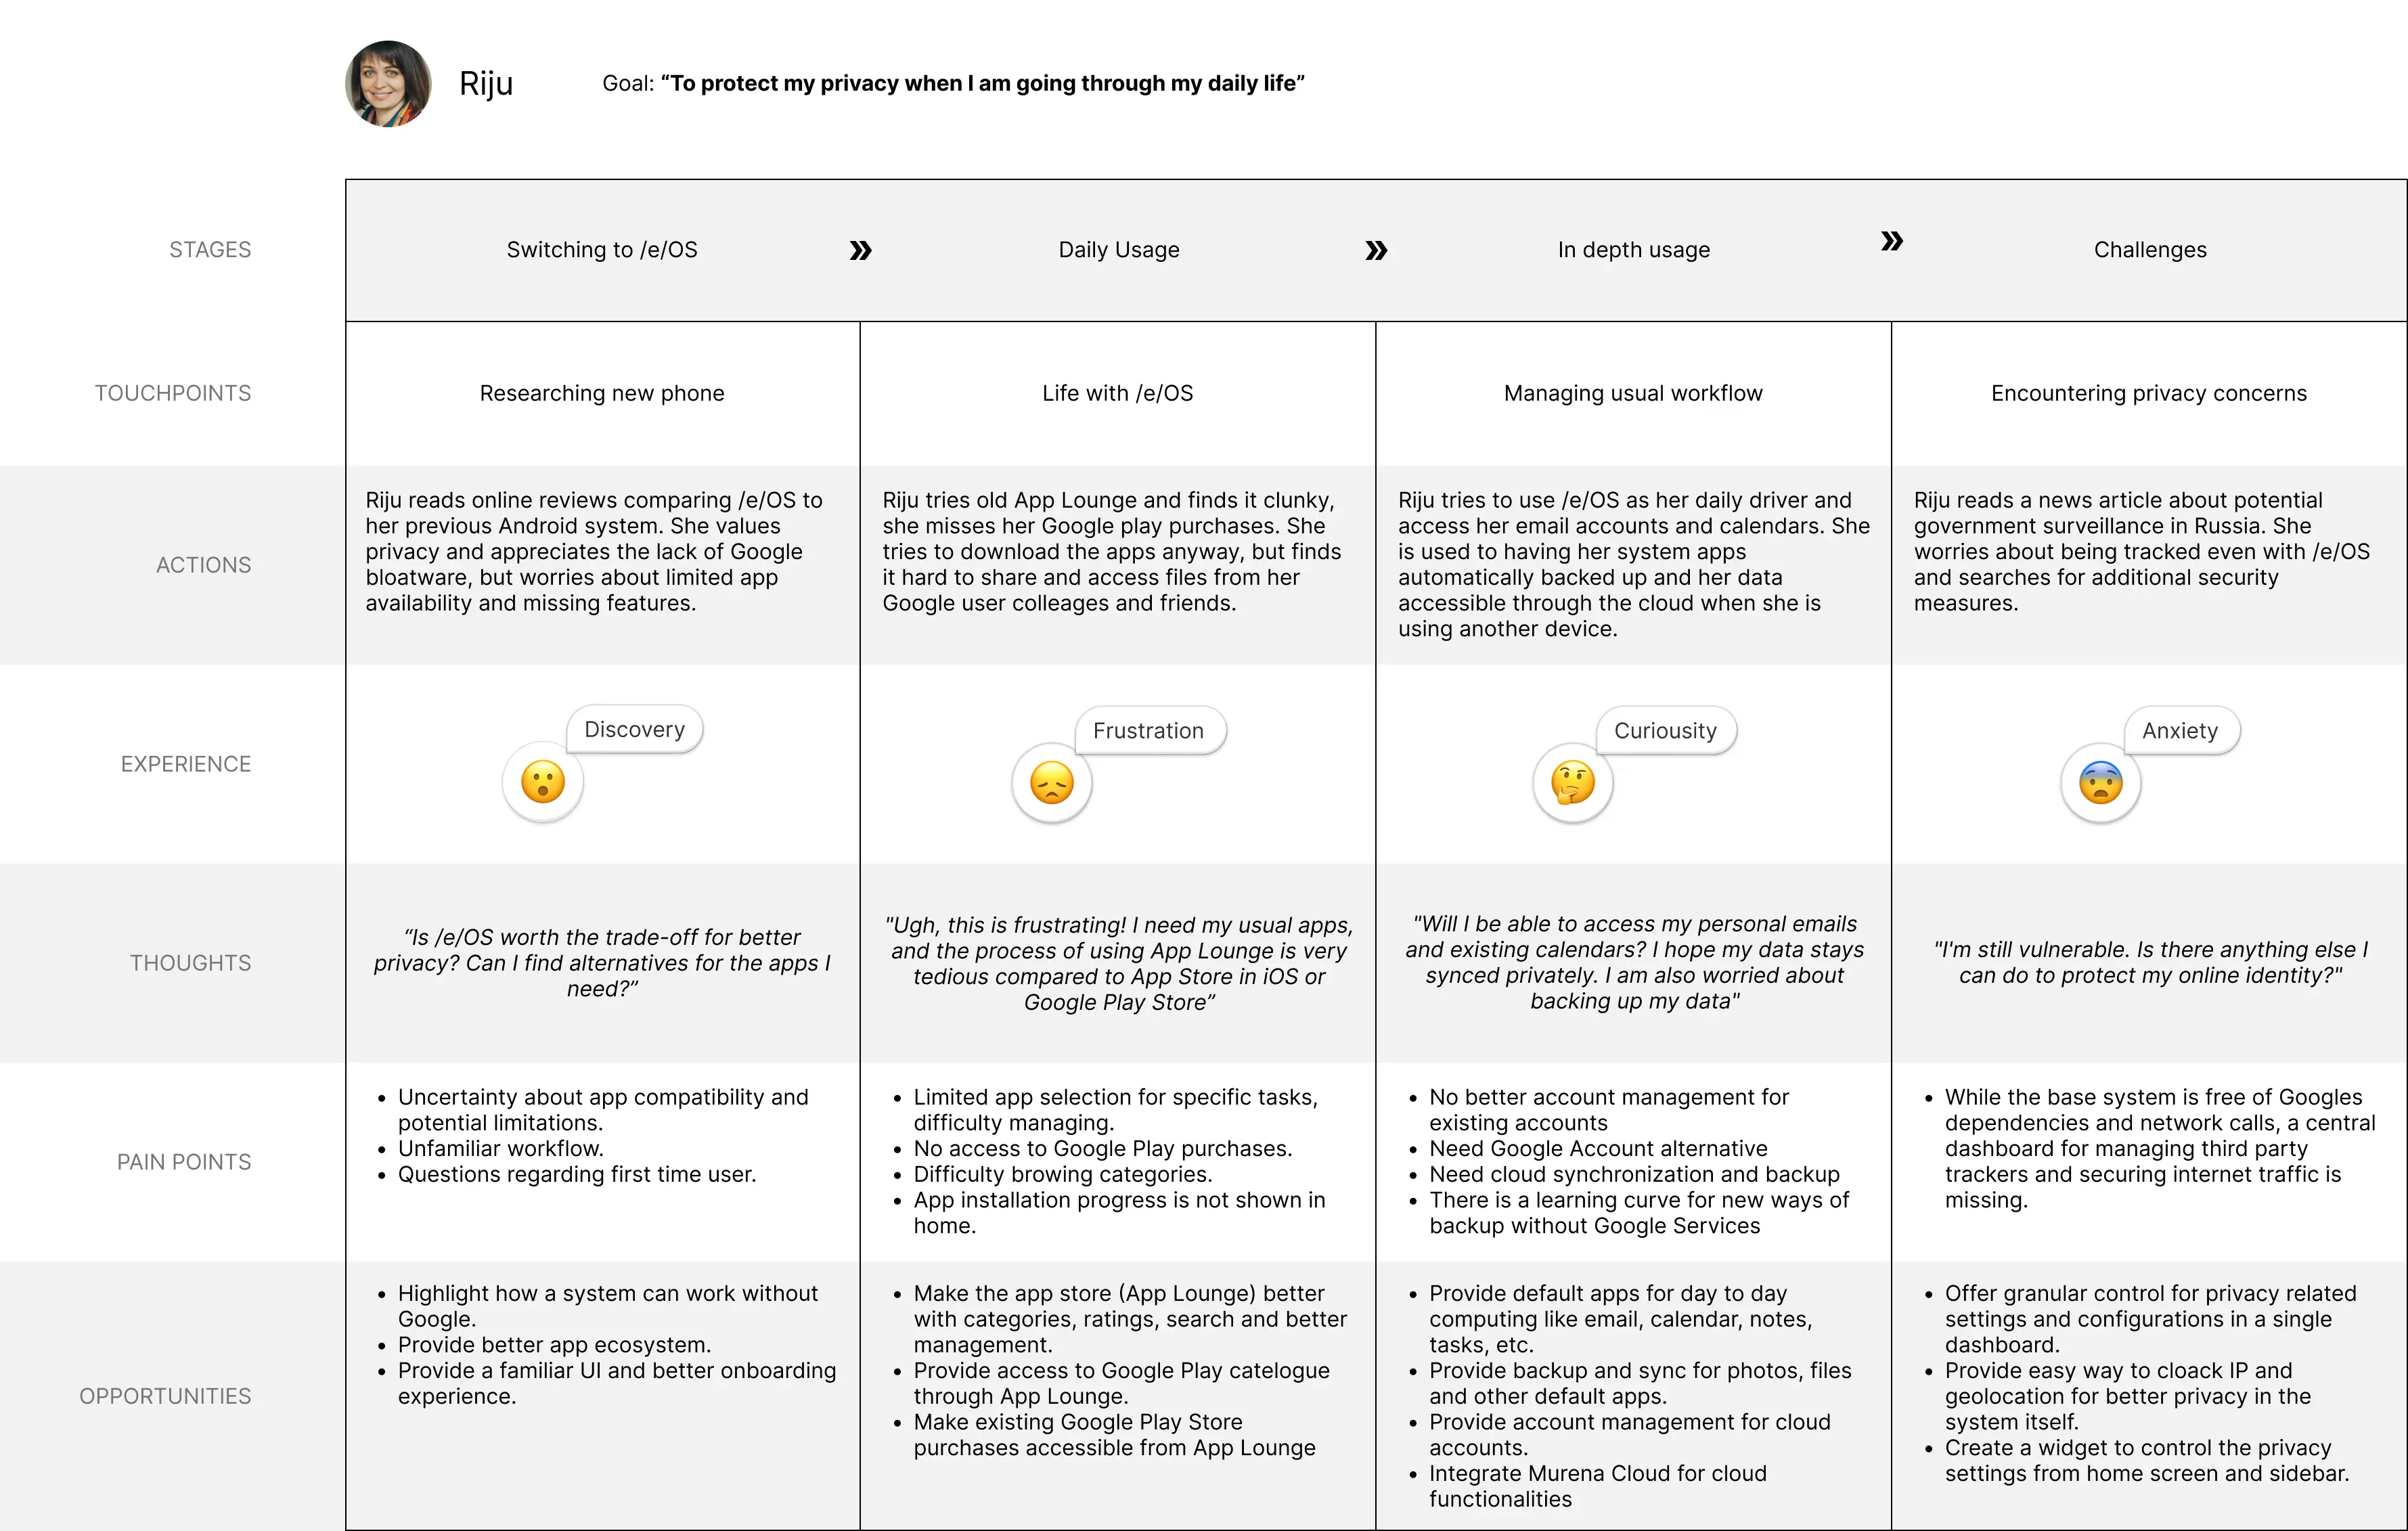 Riju
Goal: “To protect my privacy when I am going through my daily life”
STAGES
Switching to /e/OS
»
Daily Usage
»
In depth usage
»
Challenges
TOUCHPOINTS
Researching new phone
Life with /e/OS
Managing usual workflow
Encountering privacy concerns
ACTIONS
Riju reads online reviews comparing /e/OS to
her previous Android system. She values
privacy and appreciates the lack of Google
bloatware, but worries about limited app
availability and missing features.
Riju tries old App Lounge and finds it clunky,
she misses her Google play purchases. She
tries to download the apps anyway, but finds
it hard to share and access files from her
Google user colleages and friends.
Riju tries to use /e/OS as her daily driver and
access her email accounts and calendars. She
is used to having her system apps
automatically backed up and her data
accessible through the cloud when she is
using another device.
Riju reads a news article about potential
government surveillance in Russia. She
worries about being tracked even with /e/OS
and searches for additional security
measures.
EXPERIENCE
Discovery
Frustration
Curiousity
Anxiety
THOUGHTS
“Is /e/OS worth the trade-off for better
privacy? Can I find alternatives for the apps I
need?”
"Ugh, this is frustrating! I need my usual apps,
and the process of using App Lounge is very
tedious compared to App Store in iOS or
Google Play Store”
"Will I be able to access my personal emails
and existing calendars? I hope my data stays
synced privately. I am also worried about
backing up my data"
"I'm still vulnerable. Is there anything else I
can do to protect my online identity?"
PAIN POINTS
• Uncertainty about app compatibility and
potential limitations.
• Unfamiliar workflow.
• Questions regarding first time user.
• Limited app selection for specific tasks,
difficulty managing.
• No access to Google Play purchases.
• Difficulty browing categories.
• App installation progress is not shown in
home.
• No better account management for
existing accounts
• Need Google Account alternative
• Need cloud synchronization and backup
• There is a learning curve for new ways of
backup without Google Services
• While the base system is free of Googles
dependencies and network calls, a central
dashboard for managing third party
trackers and securing internet traffic is
missing.
OPPORTUNITIES
• Highlight how a system can work without
Google.
• Provide better app ecosystem.
• Provide a familiar UI and better onboarding
experience.
• Make the app store (App Lounge) better
with categories, ratings, search and better
management.
• Provide access to Google Play catelogue
through App Lounge.
• Make existing Google Play Store
purchases accessible from App Lounge
• Provide default apps for day to day
computing like email, calendar, notes,
tasks, etc.
• Provide backup and sync for photos, files
and other default apps.
• Provide account management for cloud
accounts.
• Integrate Murena Cloud for cloud
functionalities
• Offer granular control for privacy related
settings and configurations in a single
dashboard.
• Provide easy way to cloack IP and
geolocation for better privacy in the
system itself.
• Create a widget to control the privacy
settings from home screen and sidebar.